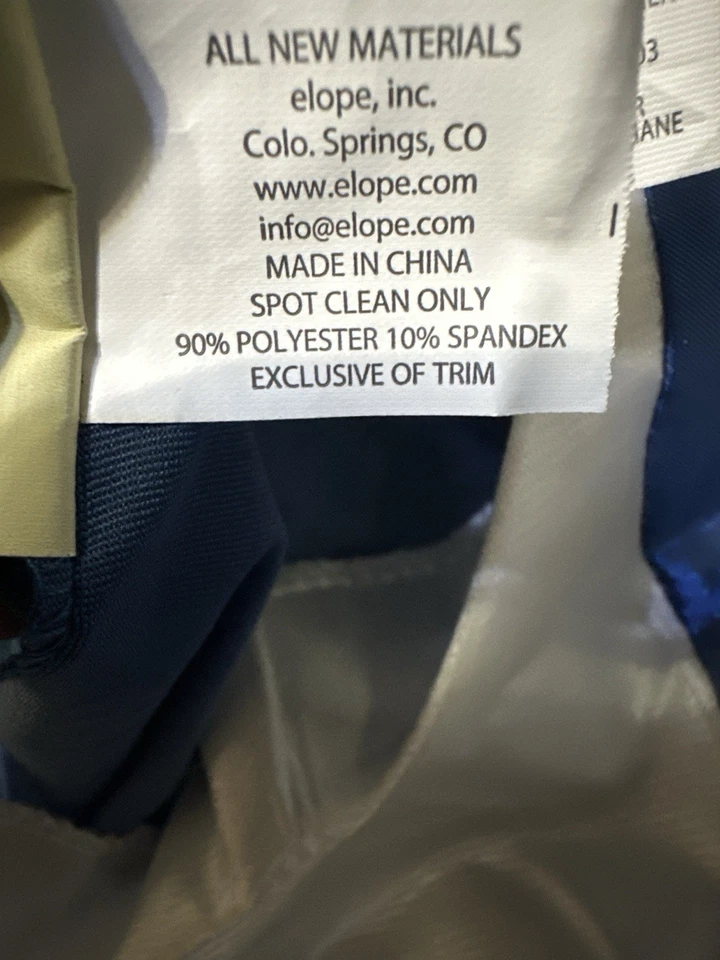 ALL NEW MATERIALS
elope, inc.
Colo. Springs, CO
www.elope.com
info@elope.com
MADE IN CHINA
SPOT CLEAN ONLY
90% POLYESTER 10% SPANDEX
EXCLUSIVE OF TRIM